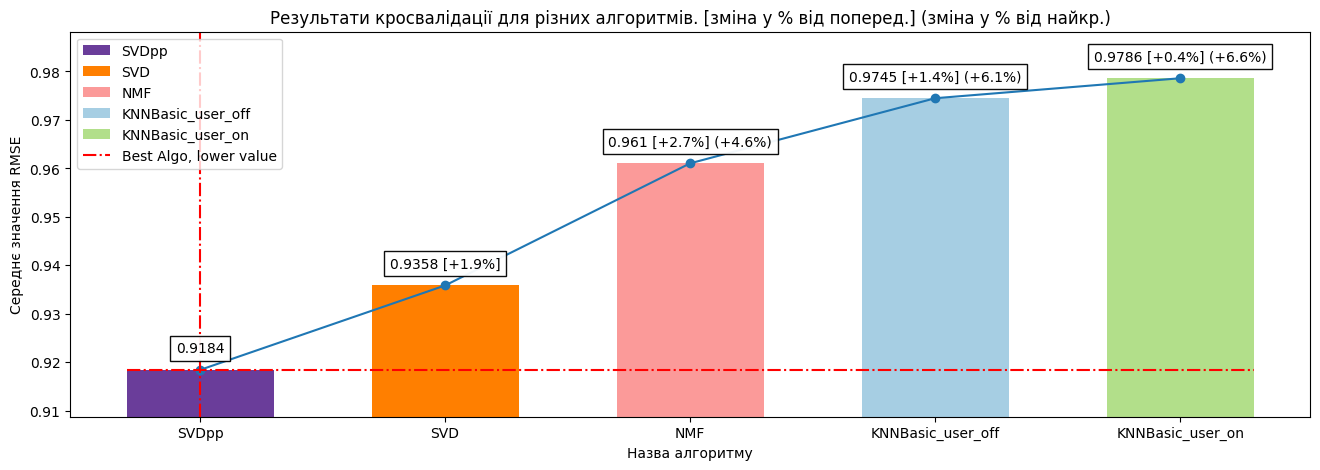 Результати кросвалідації для різних алгоритмів. [зміна у % від поперед.] (зміна у % від найкр.)
SVDpp
SVD
NMF
KNNBasic_user_off
KNNBasic_user_on
Best Algo, lower value
0.9184
0.9358 [+1.9%]
0.961 [+2.7%] (+4.6%)
0.9745 [+1.4%] (+6.1%)
0.9786 [+0.4%] (+6.6%)
Середнє значення RMSE
0.98
0.97
0.96
0.95
0.94
0.93
0.92
0.91
SVDpp
SVD
NMF
KNNBasic_user_off
KNNBasic_user_on
Назва алгоритму